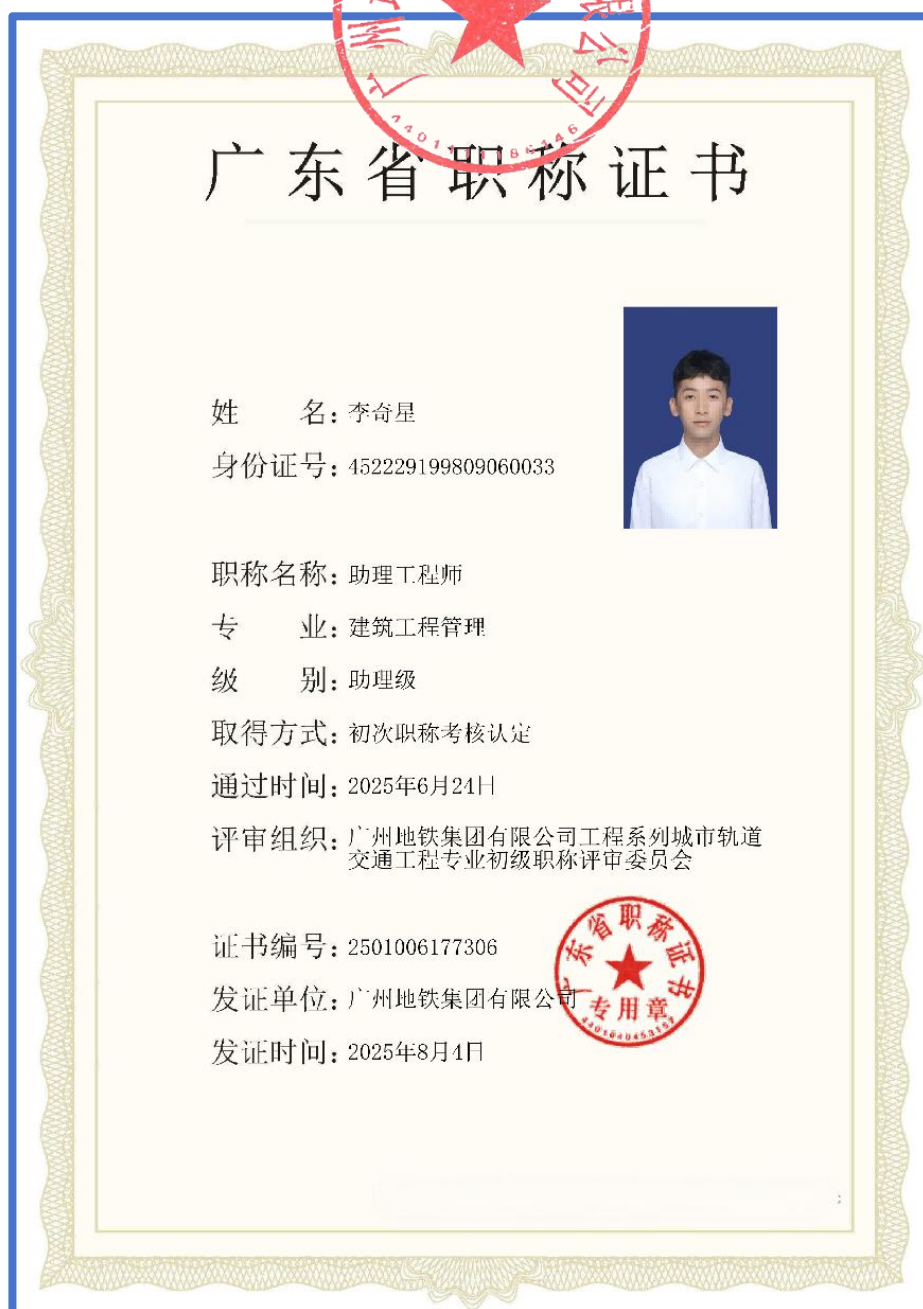 广州 限公司
广东省职称证书
姓 名: 李奇星
身份证号: 452229199809060033
职称名称: 助理工程师
专 业: 建筑工程管理
级 别: 助理级
取得方式: 初次职称考核认定
通过时间: 2025年6月24日
评审组织: 广州地铁集团有限公司工程系列城市轨道
交通工程专业初级职称评审委员会
证书编号: 2501006177306
发证单位: 广州地铁集团有限公司
发证时间: 2025年8月4日
广东省职称证书
专用章